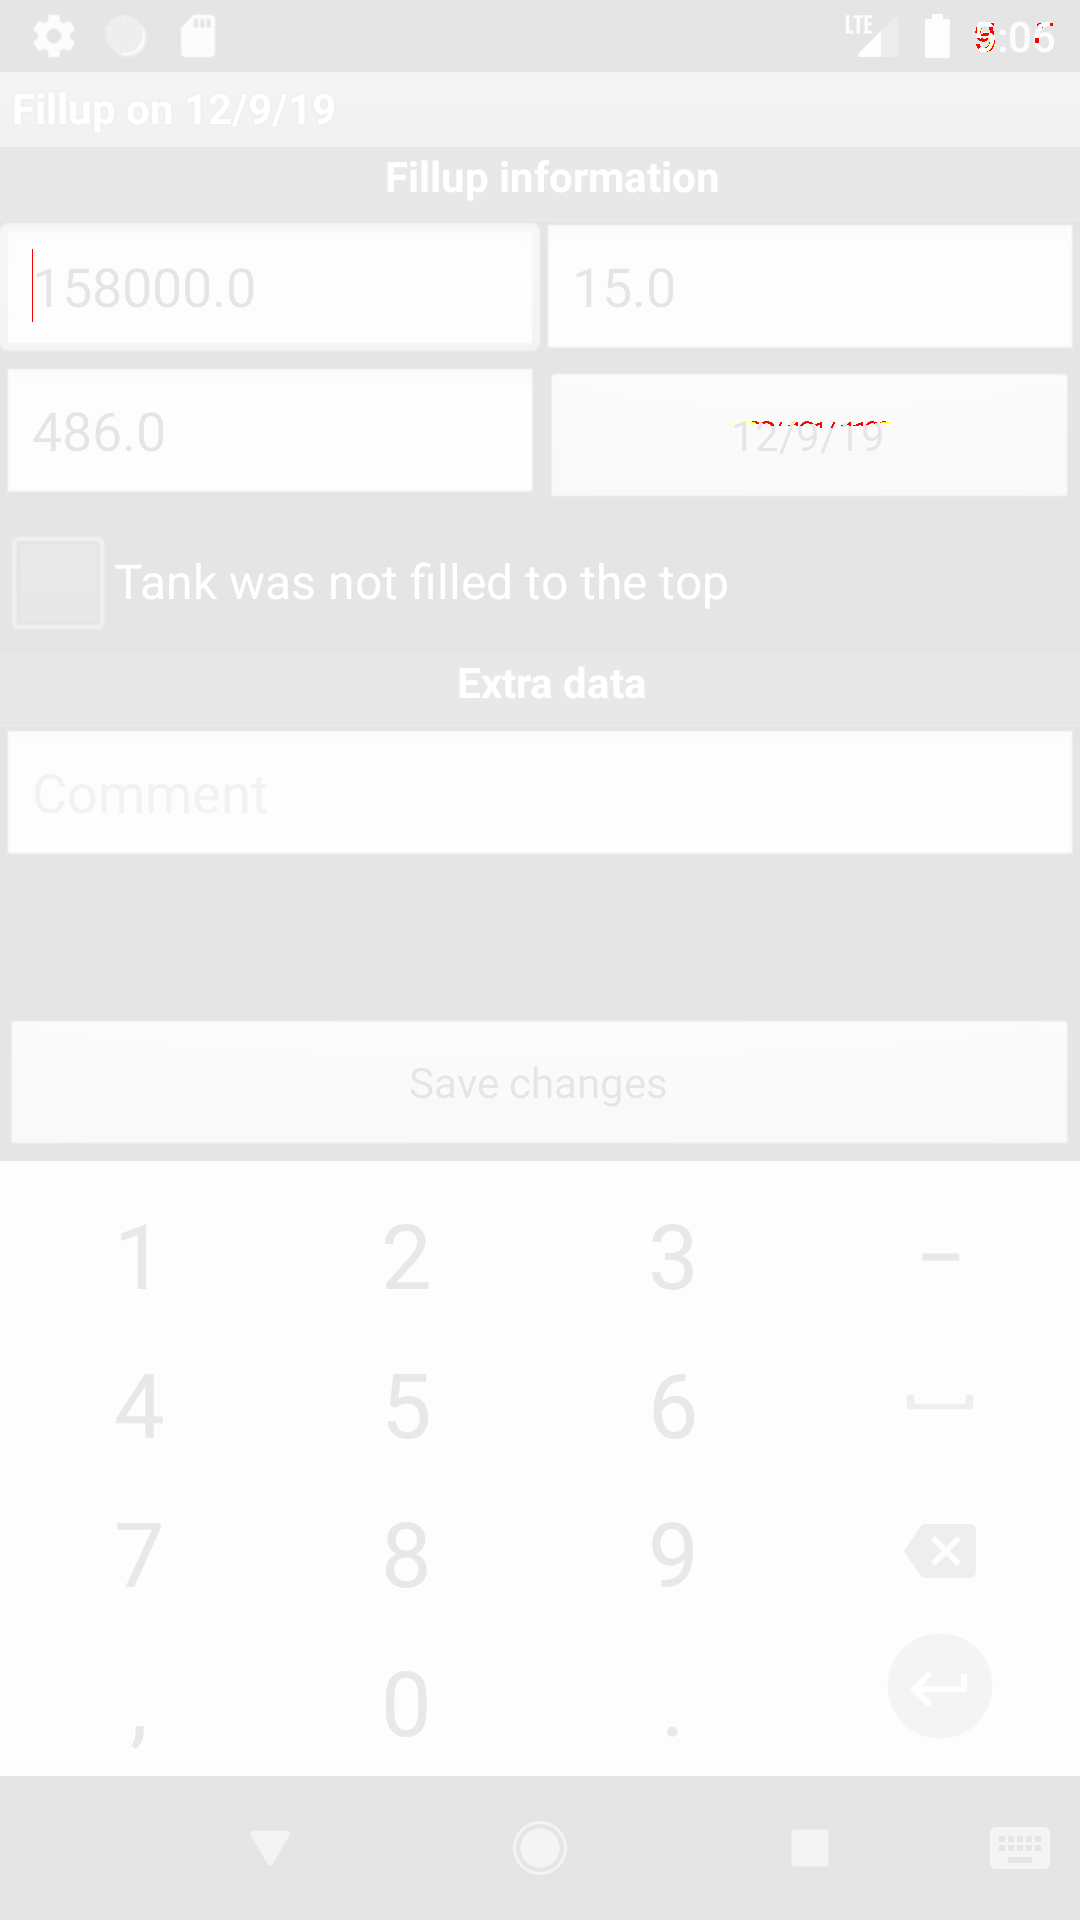 LTE
Fillup on 12/9/19
Fillup information
158000.0 15.0
486.0 12/9/19
Tank was not filled to the top
Extra data
Comment
Save changes
1 2 3 –
4 5 6
7 8 9
, 0 .